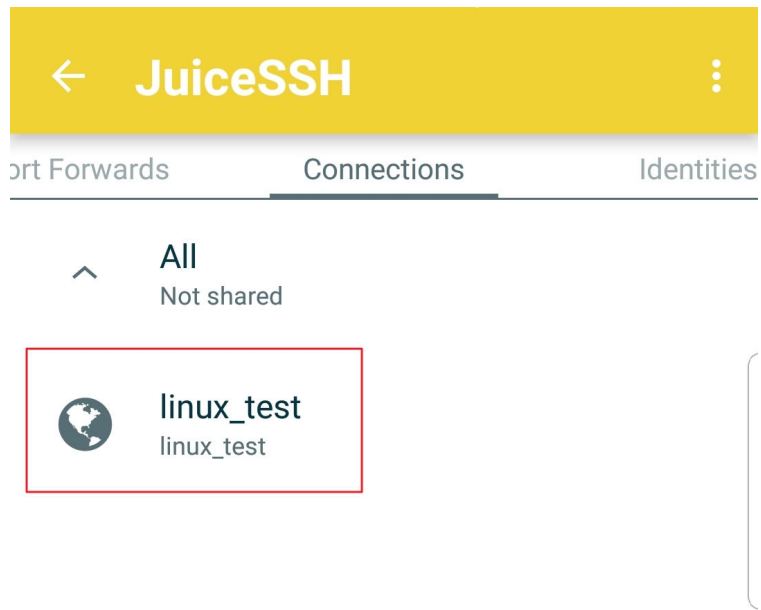 JuiceSSH
ort Forwards Connections Identities
All
Not shared
linux_test
linux_test